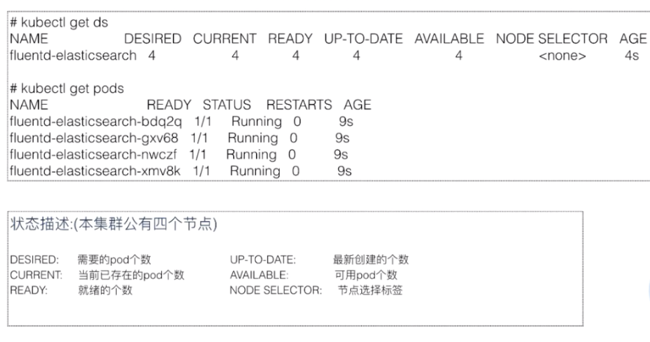 # kubectl get ds
NAME DESIRED CURRENT READY UP-TO-DATE AVAILABLE NODE SELECTOR AGE
fluentd-elasticsearch 4 4 4 4 4 <none> 4s
# kubectl get pods
NAME READY STATUS RESTARTS AGE
fluentd-elasticsearch-bdq2q 1/1 Running 0 9s
fluentd-elasticsearch-gxv68 1/1 Running 0 9s
fluentd-elasticsearch-nwczf 1/1 Running 0 9s
fluentd-elasticsearch-xmv8k 1/1 Running 0 9s
状态描述:(本集群公有四个节点)
DESIRED: 需要的pod个数 UP-TO-DATE: 最新创建的个数
CURRENT: 当前已存在的pod个数 AVAILABLE: 可用pod个数
READY: 就绪的个数 NODE SELECTOR: 节点选择标签